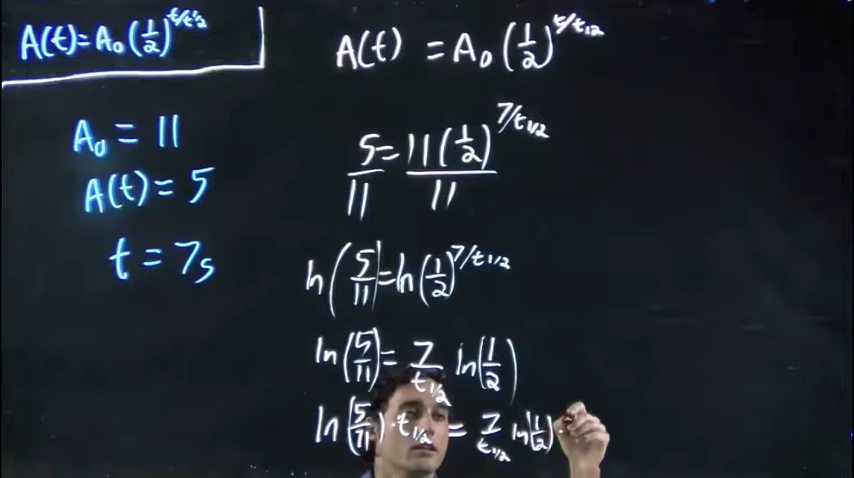 A(t)=A₀(1/2)^t/t½
A₀ = 11
A(t) = 5
t = 7s
A(t) = A₀(1/2)^t/t1/2
5/11 = 11(1/2)^7/t1/2 / 11
ln(5/11)=ln(1/2)^7/t1/2
ln(5/11)= 7/t1/2 ln(1/2)
ln(5/11)·t1/2 = 7/t1/2 ln(1/2)